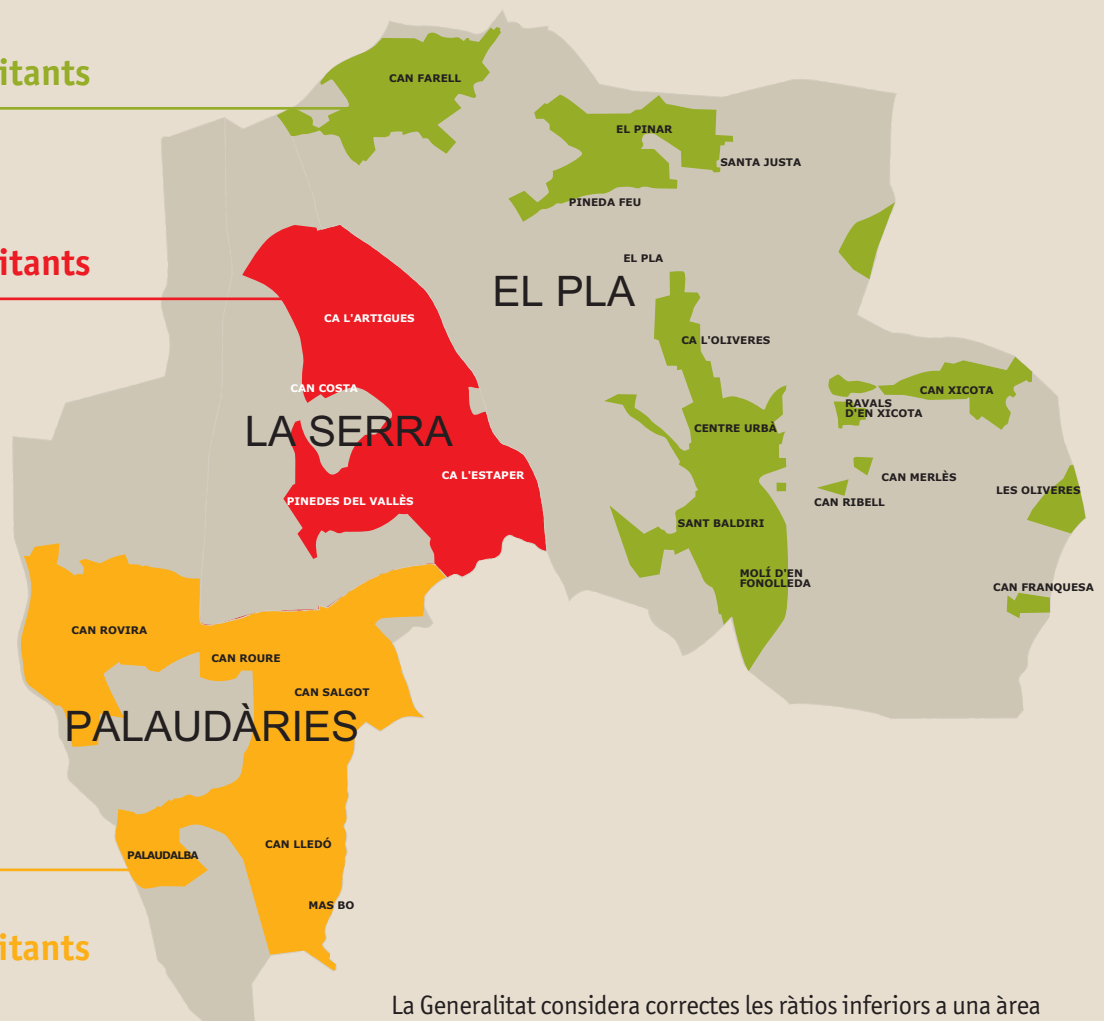 itants
CAN FARELL
EL PINAR
SANTA JUSTA
PINEDA FEU
itants
EL PLA
EL PLA
CA L'ARTIGUES
CA L'OLIVERES
CAN COSTA
CAN XICOTA
RAVALS
D'EN XICOTA
LA SERRA
CENTRE URBÀ
CA L'ESTAPER
CAN MERLÈS
PINEDES DEL VALLÈS
CAN RIBELL
LES OLIVERES
SANT BALDIRI
MOLÍ D'EN
FONOLLEDA
CAN FRANQUESA
CAN ROVIRA
CAN ROURE
CAN SALGOT
PALAUDÀRIES
CAN LLEDÓ
PALAUDALBA
MAS BO
itants
La Generalitat considera correctes les ràtios inferiors a una àrea